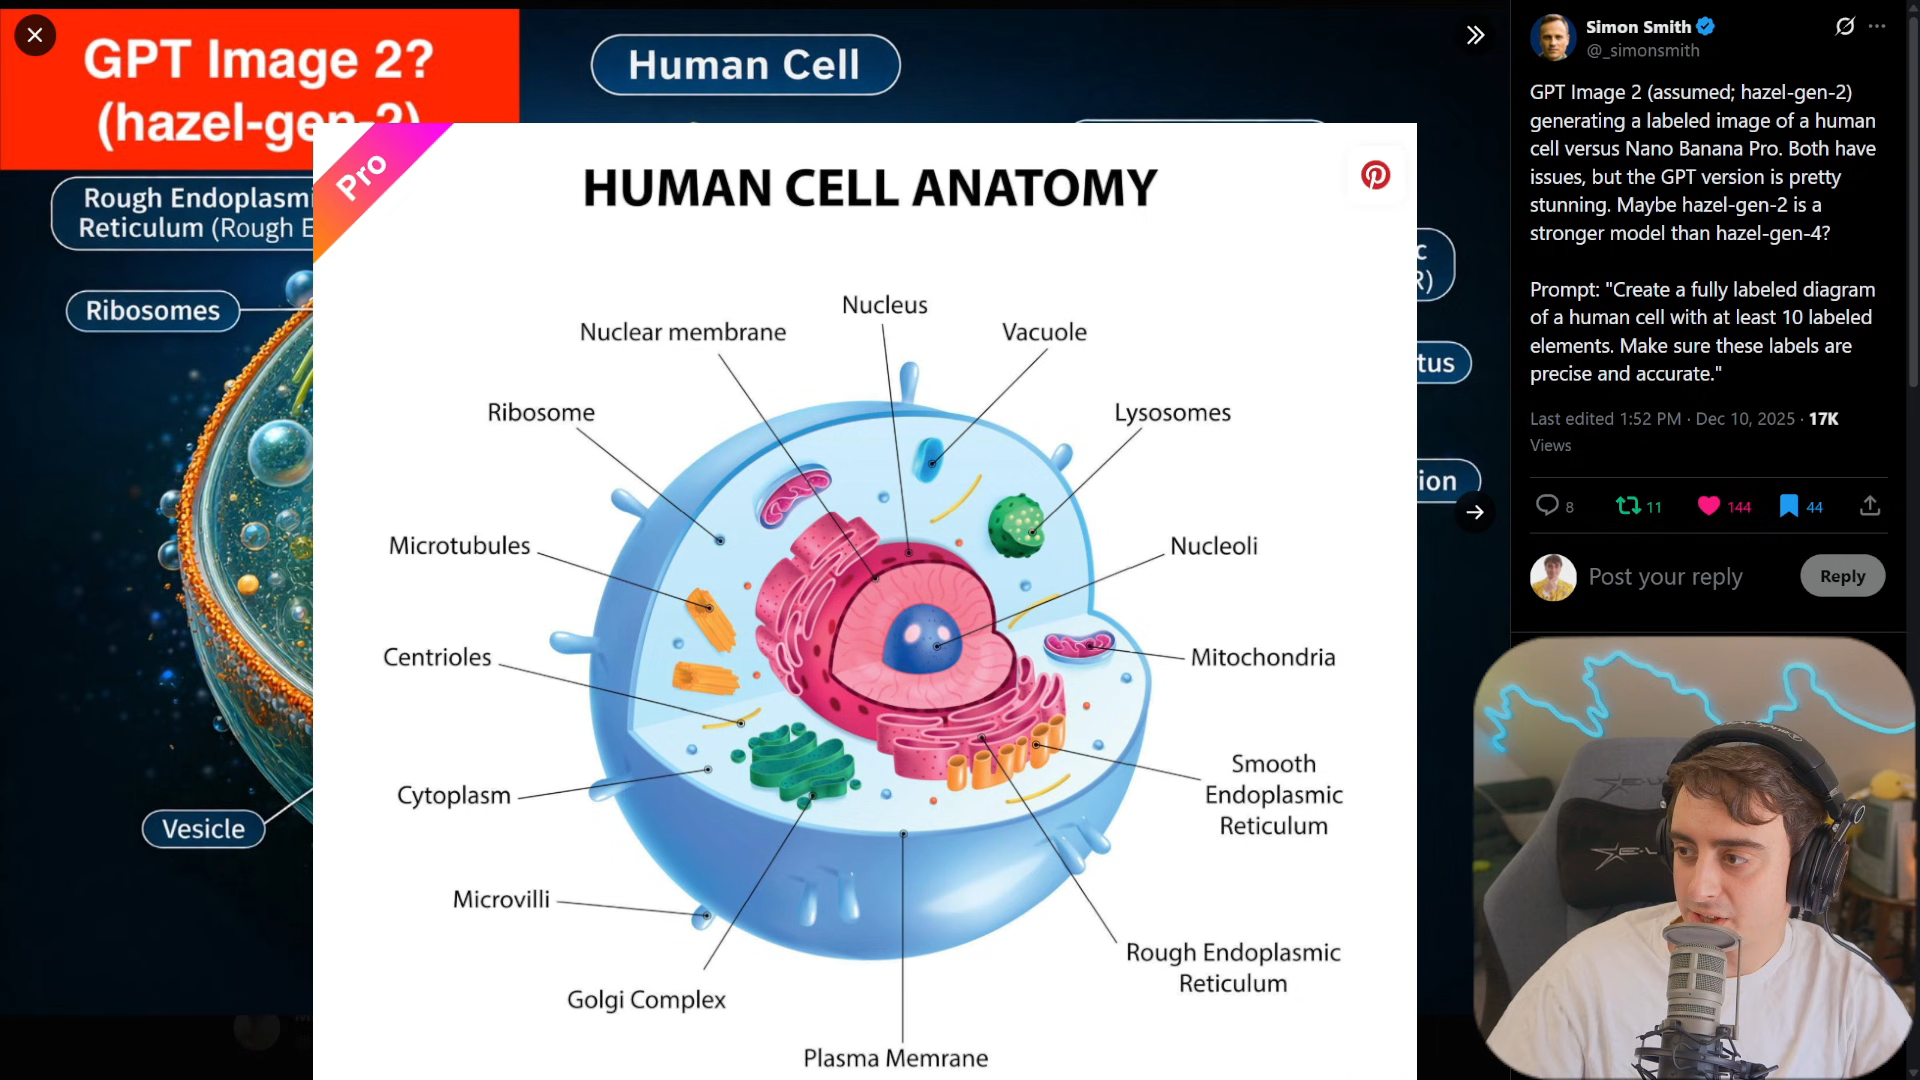 GPT Image 2?
(hazel-gen-2)
Human Cell
Rough Endoplasmi
Reticulum (Rough E
Ribosomes
Vesicle
Pro
HUMAN CELL ANATOMY
Nucleus
Nuclear membrane
Vacuole
Ribosome
Lysosomes
Microtubules
Nucleoli
Centrioles
Mitochondria
Cytoplasm
Smooth
Endoplasmic
Reticulum
Microvilli
Rough Endoplasmic
Reticulum
Golgi Complex
Plasma Memrane
c
R)
tus
ion
Simon Smith
@_simonsmith
GPT Image 2 (assumed; hazel-gen-2)
generating a labeled image of a human
cell versus Nano Banana Pro. Both have
issues, but the GPT version is pretty
stunning. Maybe hazel-gen-2 is a
stronger model than hazel-gen-4?
Prompt: "Create a fully labeled diagram
of a human cell with at least 10 labeled
elements. Make sure these labels are
precise and accurate."
Last edited 1:52 PM · Dec 10, 2025 · 17K
Views
8
11
144
44
Post your reply
Reply